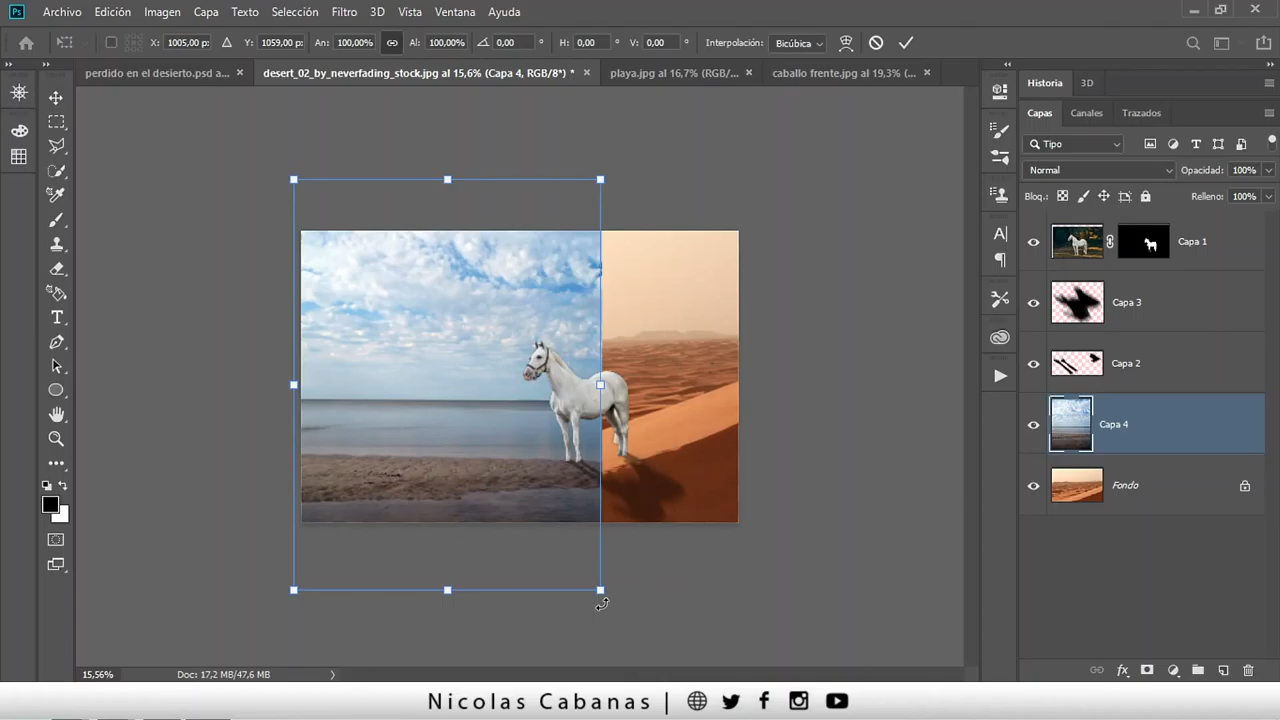 Ps Archivo Edición Imagen Capa Texto Selección Filtro 3D Vista Ventana Ayuda
X: 1005,00 p: Y: 1059,00 px An: 100,00% Al: 100,00% 0,00 ° H: 0,00 ° V: 0,00 ° Interpolación: Bicúbica
perdido en el desierto.psd a... × desert_02_by_neverfading_stock.jpg al 15,6% (Capa 4, RGB/8*) * × playa.jpg al 16,7% (RGB/... × caballo frente.jpg al 19,3% (... ×
Historia 3D
Capas Canales Trazados
Tipo
Normal Opacidad: 100%
Bloq.: Relleno: 100%
Capa 1
Capa 3
Capa 2
Capa 4
Fondo
15,56% Doc: 17,2 MB/47,6 MB
Nicolas Cabanas |